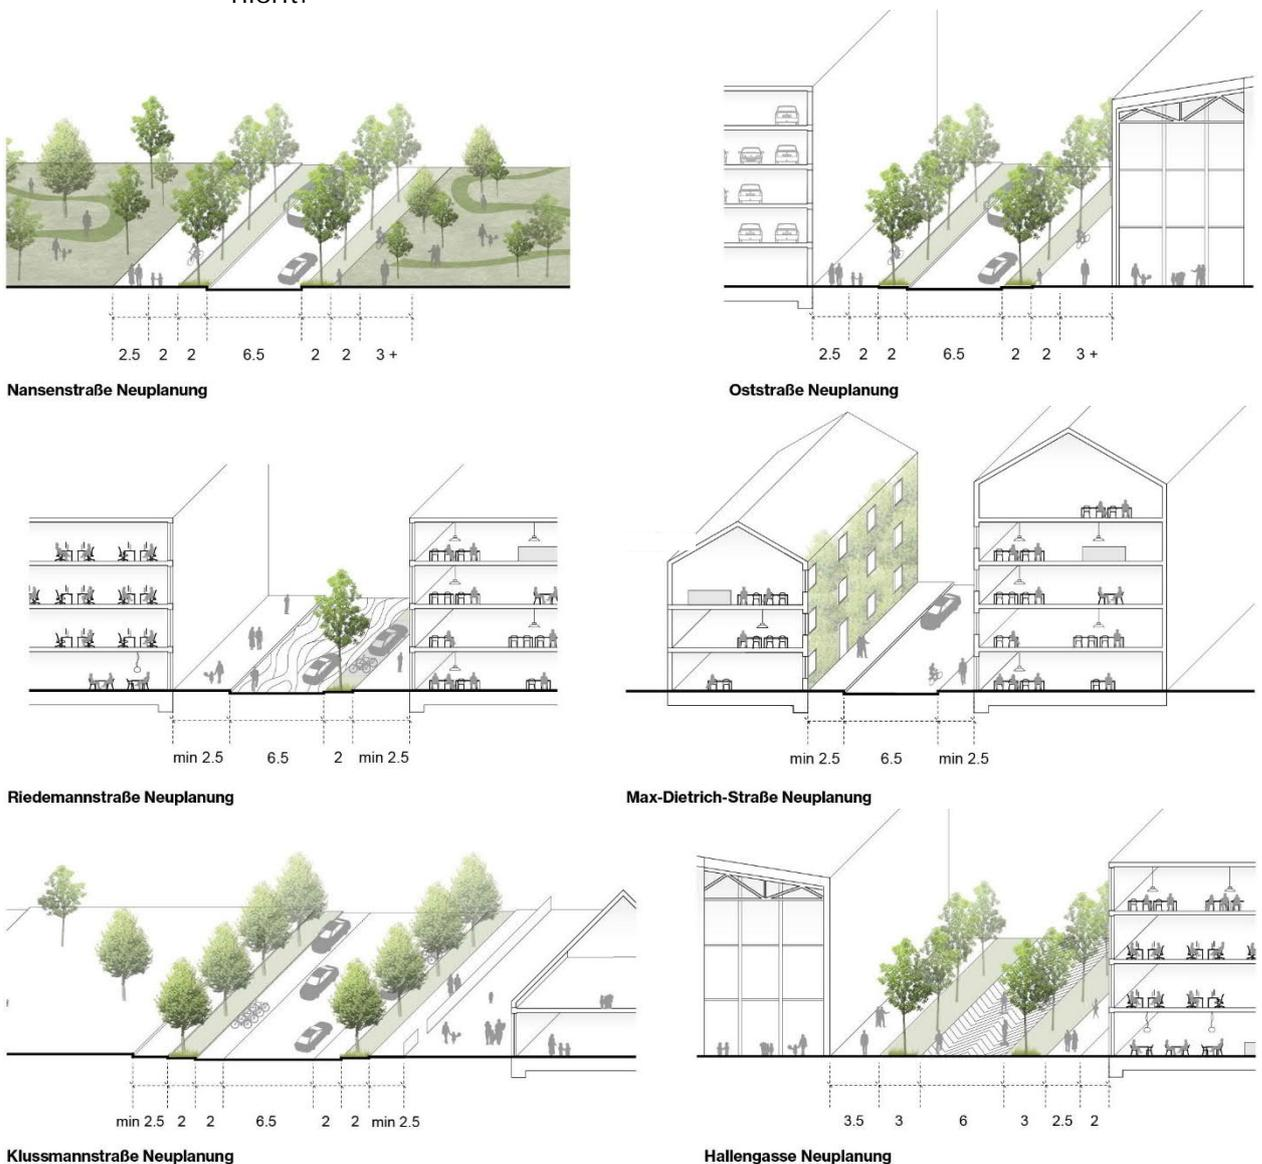 2.5 2 2 6.5 2 2 3 +
Nansenstraße Neuplanung
2.5 2 2 6.5 2 2 3 +
Oststraße Neuplanung
min 2.5 6.5 2 min 2.5
Riedemannstraße Neuplanung
min 2.5 6.5 min 2.5
Max-Dietrich-Straße Neuplanung
min 2.5 2 2 6.5 2 2 min 2.5
Klussmannstraße Neuplanung
3.5 3 6 3 2.5 2
Hallengasse Neuplanung